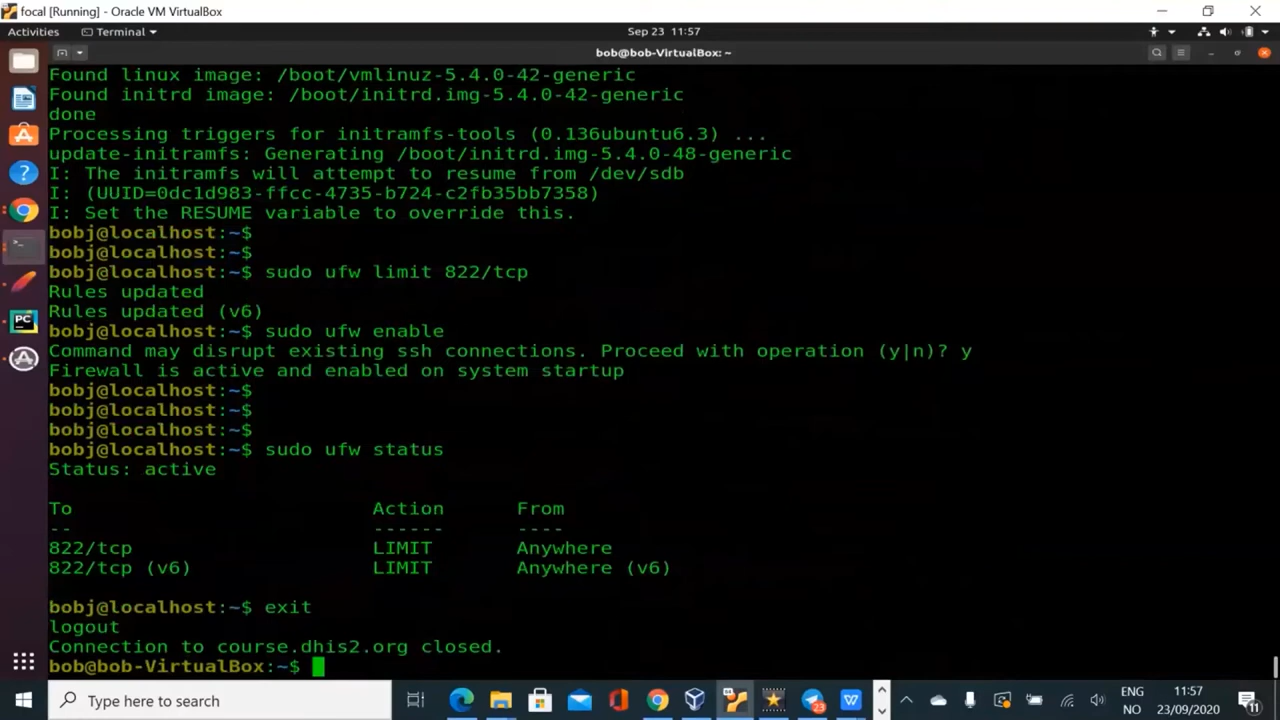 focal [Running] - Oracle VM VirtualBox
Activities Terminal Sep 23 11:57
bob@bob-VirtualBox: ~
Found linux image: /boot/vmlinuz-5.4.0-42-generic
Found initrd image: /boot/initrd.img-5.4.0-42-generic
done
Processing triggers for initramfs-tools (0.136ubuntu6.3) ...
update-initramfs: Generating /boot/initrd.img-5.4.0-48-generic
I: The initramfs will attempt to resume from /dev/sdb
I: (UUID=0dc1d983-ffcc-4735-b724-c2fb35bb7358)
I: Set the RESUME variable to override this.
bobj@localhost:~$
bobj@localhost:~$
bobj@localhost:~$ sudo ufw limit 822/tcp
Rules updated
Rules updated (v6)
bobj@localhost:~$ sudo ufw enable
Command may disrupt existing ssh connections. Proceed with operation (y|n)? y
Firewall is active and enabled on system startup
bobj@localhost:~$
bobj@localhost:~$
bobj@localhost:~$
bobj@localhost:~$ sudo ufw status
Status: active
To Action From
-- ------ ----
822/tcp LIMIT Anywhere
822/tcp (v6) LIMIT Anywhere (v6)
bobj@localhost:~$ exit
logout
Connection to course.dhis2.org closed.
bob@bob-VirtualBox:~$
PC
Type here to search
23
W
ENG
NO
11:57
23/09/2020
11